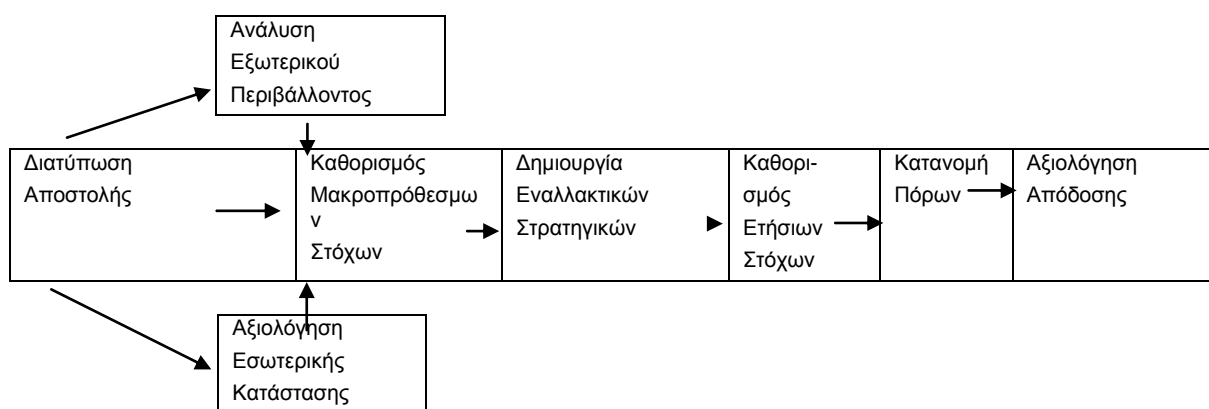 Ανάλυση
Εξωτερικού
Περιβάλλοντος
Διατύπωση
Αποστολής
Καθορισμός
Μακροπρόθεσμω
ν
Στόχων
Δημιουργία
Εναλλακτικών
Στρατηγικών
Καθορι-
σμός
Ετήσιων
Στόχων
Κατανομή
Πόρων
Αξιολόγηση
Απόδοσης
Αξιολόγηση
Εσωτερικής
Κατάστασης